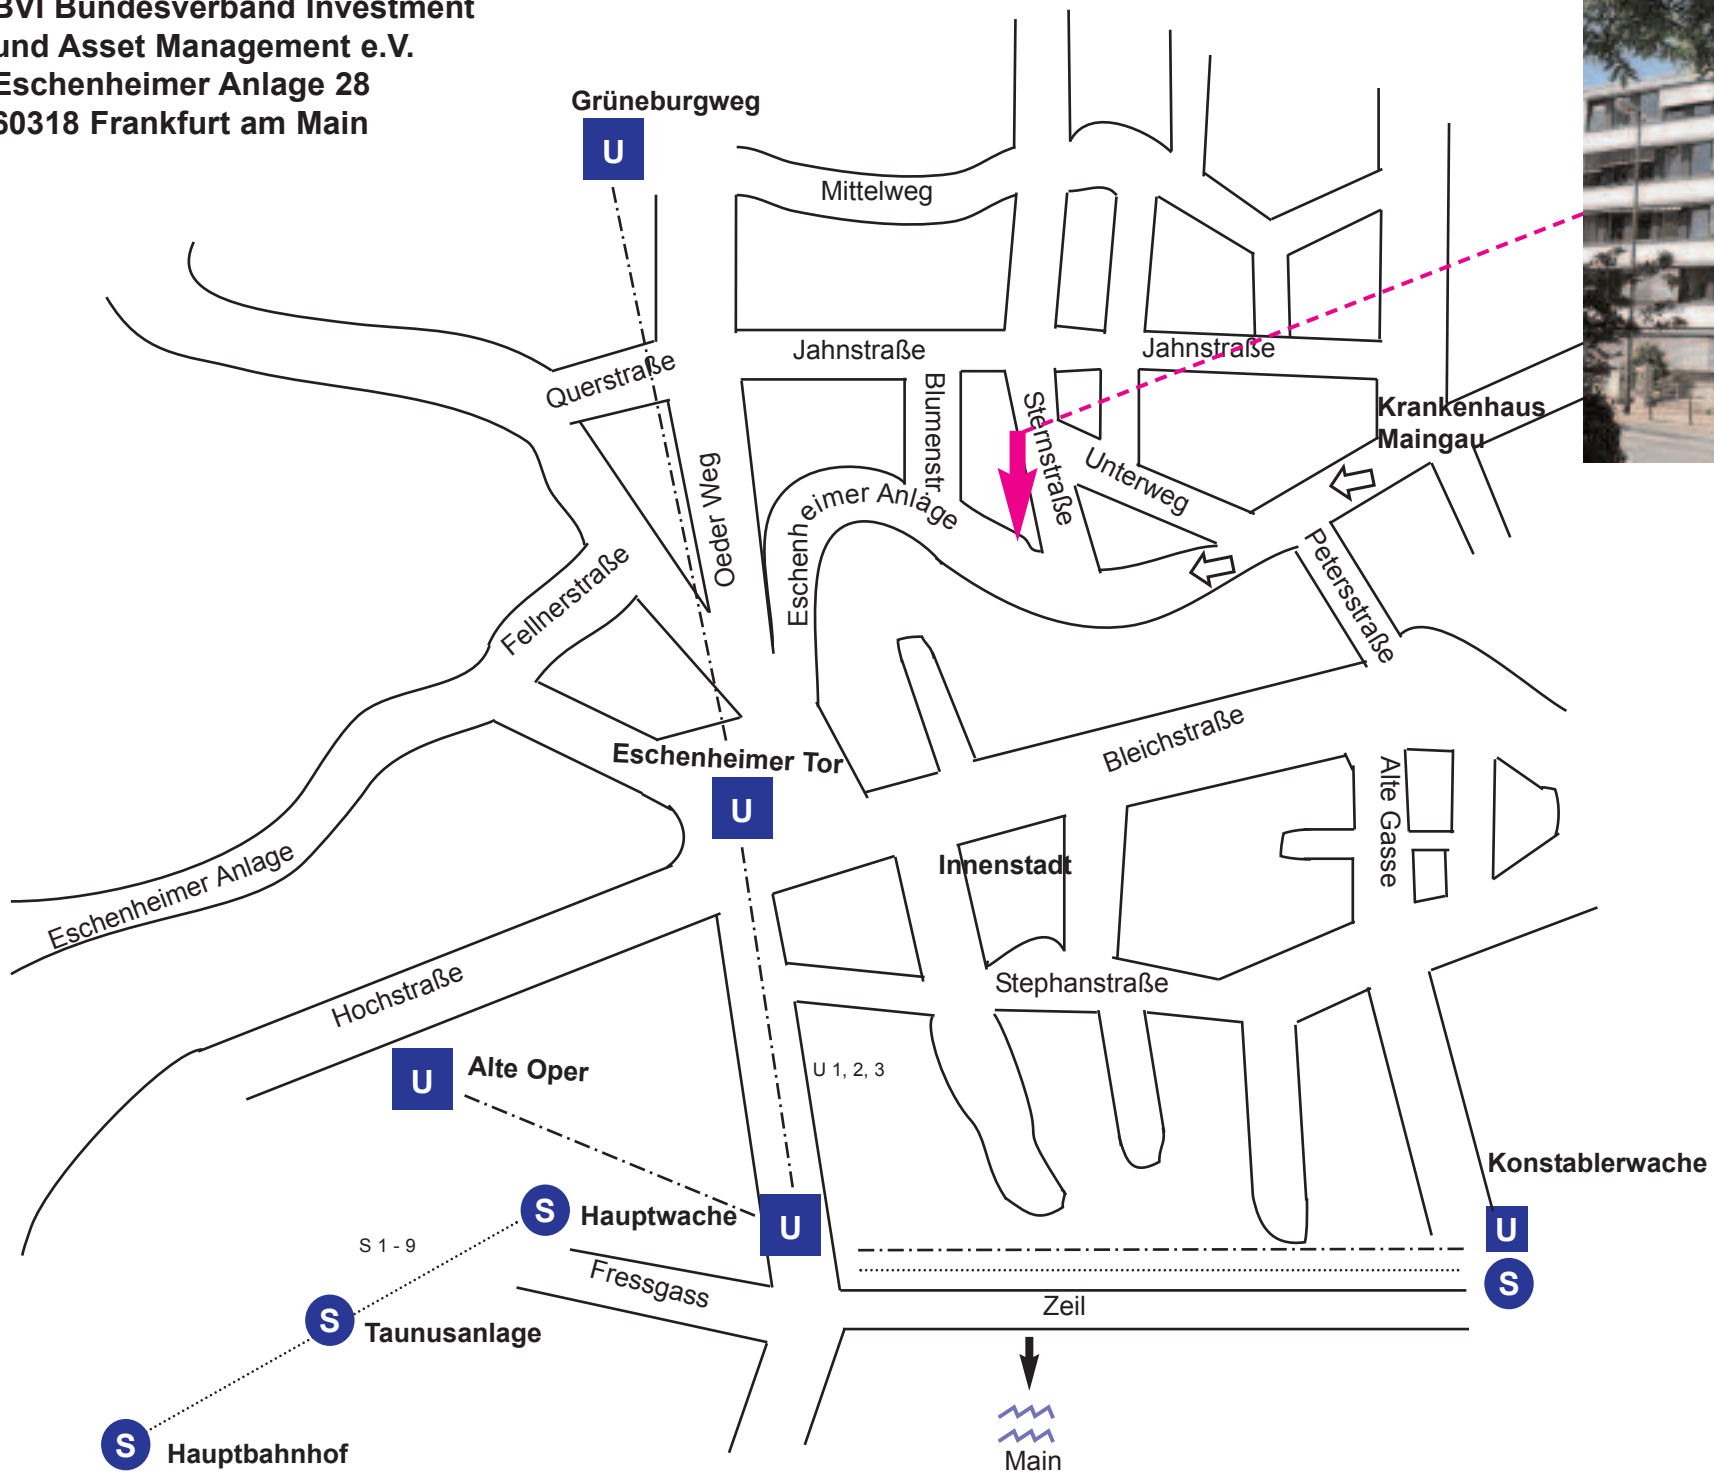 BVI Bundesverband Investment
und Asset Management e.V.
Eschenheimer Anlage 28
60318 Frankfurt am Main
Grüneburgweg
U
Mittelweg
Jahnstraße
Jahnstraße
Querstraße
Blumenstr.
Sternstraße
Krankenhaus
Maingau
Unterweg
Oeder Weg
Eschenheimer Anlage
Fellnerstraße
Petersstraße
Eschenheimer Tor
U
Bleichstraße
Alte Gasse
Innenstadt
Eschenheimer Anlage
Hochstraße
Stephanstraße
U
Alte Oper
U 1, 2, 3
Konstablerwache
S
Hauptwache
U
U
S
S 1 - 9
Fressgass
Zeil
S
Taunusanlage
S
Hauptbahnhof
Main